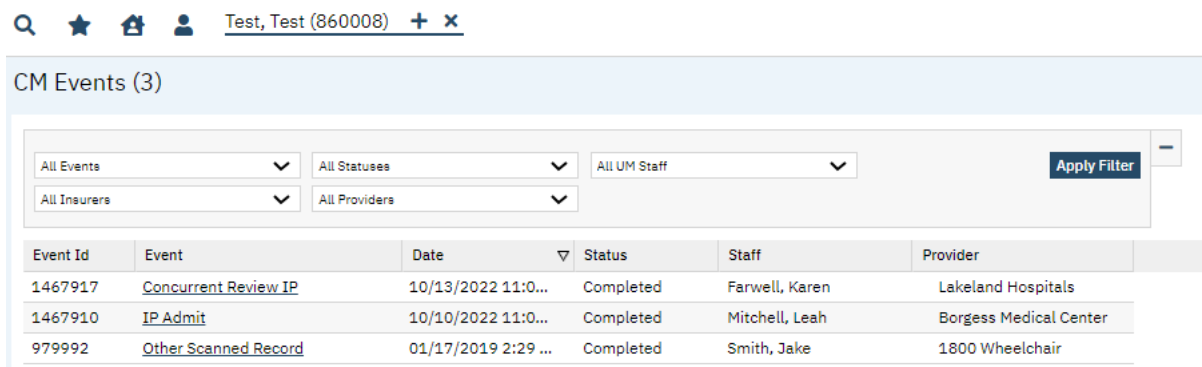 Test, Test (860008)
CM Events (3)
All Events All Statuses All UM Staff Apply Filter
All Insurers All Providers
Event Id Event Date Status Staff Provider
1467917 Concurrent Review IP 10/13/2022 11:0... Completed Farwell, Karen Lakeland Hospitals
1467910 IP Admit 10/10/2022 11:0... Completed Mitchell, Leah Borgess Medical Center
979992 Other Scanned Record 01/17/2019 2:29 ... Completed Smith, Jake 1800 Wheelchair